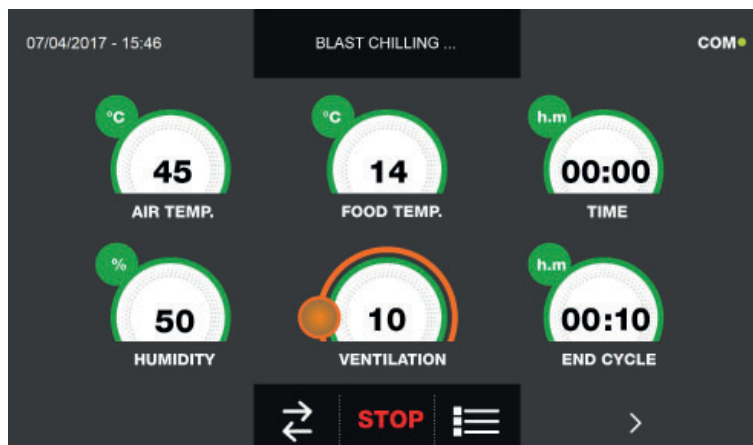 07/04/2017 - 15:46
BLAST CHILLING ...
COM
°C
45
AIR TEMP.
°C
14
FOOD TEMP.
h.m
00:00
TIME
%
50
HUMIDITY
10
VENTILATION
h.m
00:10
END CYCLE
STOP